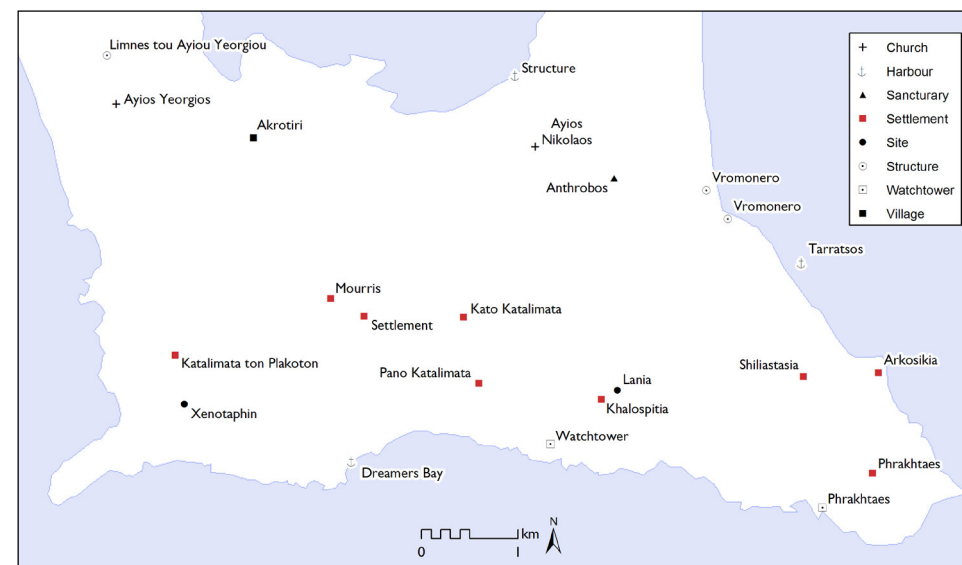 Limnes tou Ayiou Yeorgiou
Ayios Yeorgios
Akrotiri
Structure
Ayios
Nikolaos
Anthrobos
Vromonero
Vromonero
Tarratsos
Church
Harbour
Sancturary
Settlement
Site
Structure
Watchtower
Village
Mourris
Settlement
Kato Katalimata
Katalimata ton Plakoton
Pano Katalimata
Xenotaphin
Lania
Khalospitia
Shiliastasia
Arkosikia
Watchtower
Dreamers Bay
Phrakhtaes
Phrakhtaes
km
N
0
1